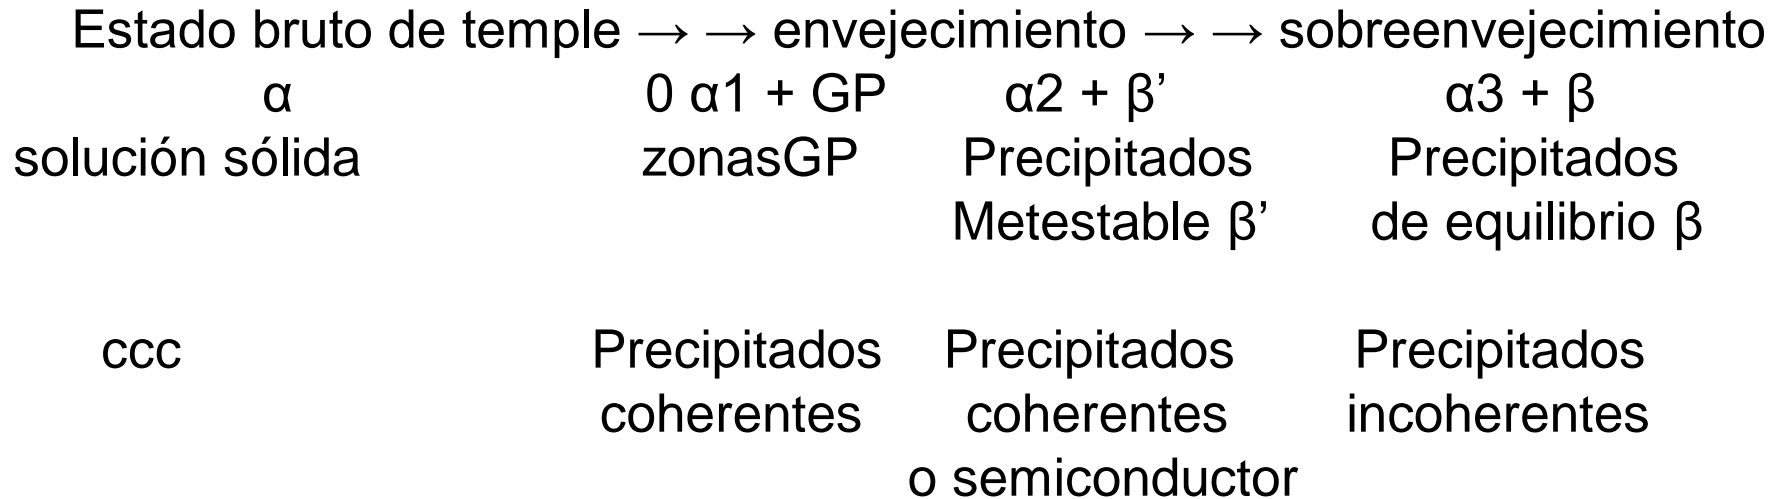 Estado bruto de temple → → envejecimiento → → sobreenvejecimiento
α 0 α1 + GP α2 + β’ α3 + β
solución sólida zonasGP Precipitados Precipitados
Metestable β’ de equilibrio β
ccc Precipitados Precipitados Precipitados
coherentes coherentes incoherentes
o semiconductor